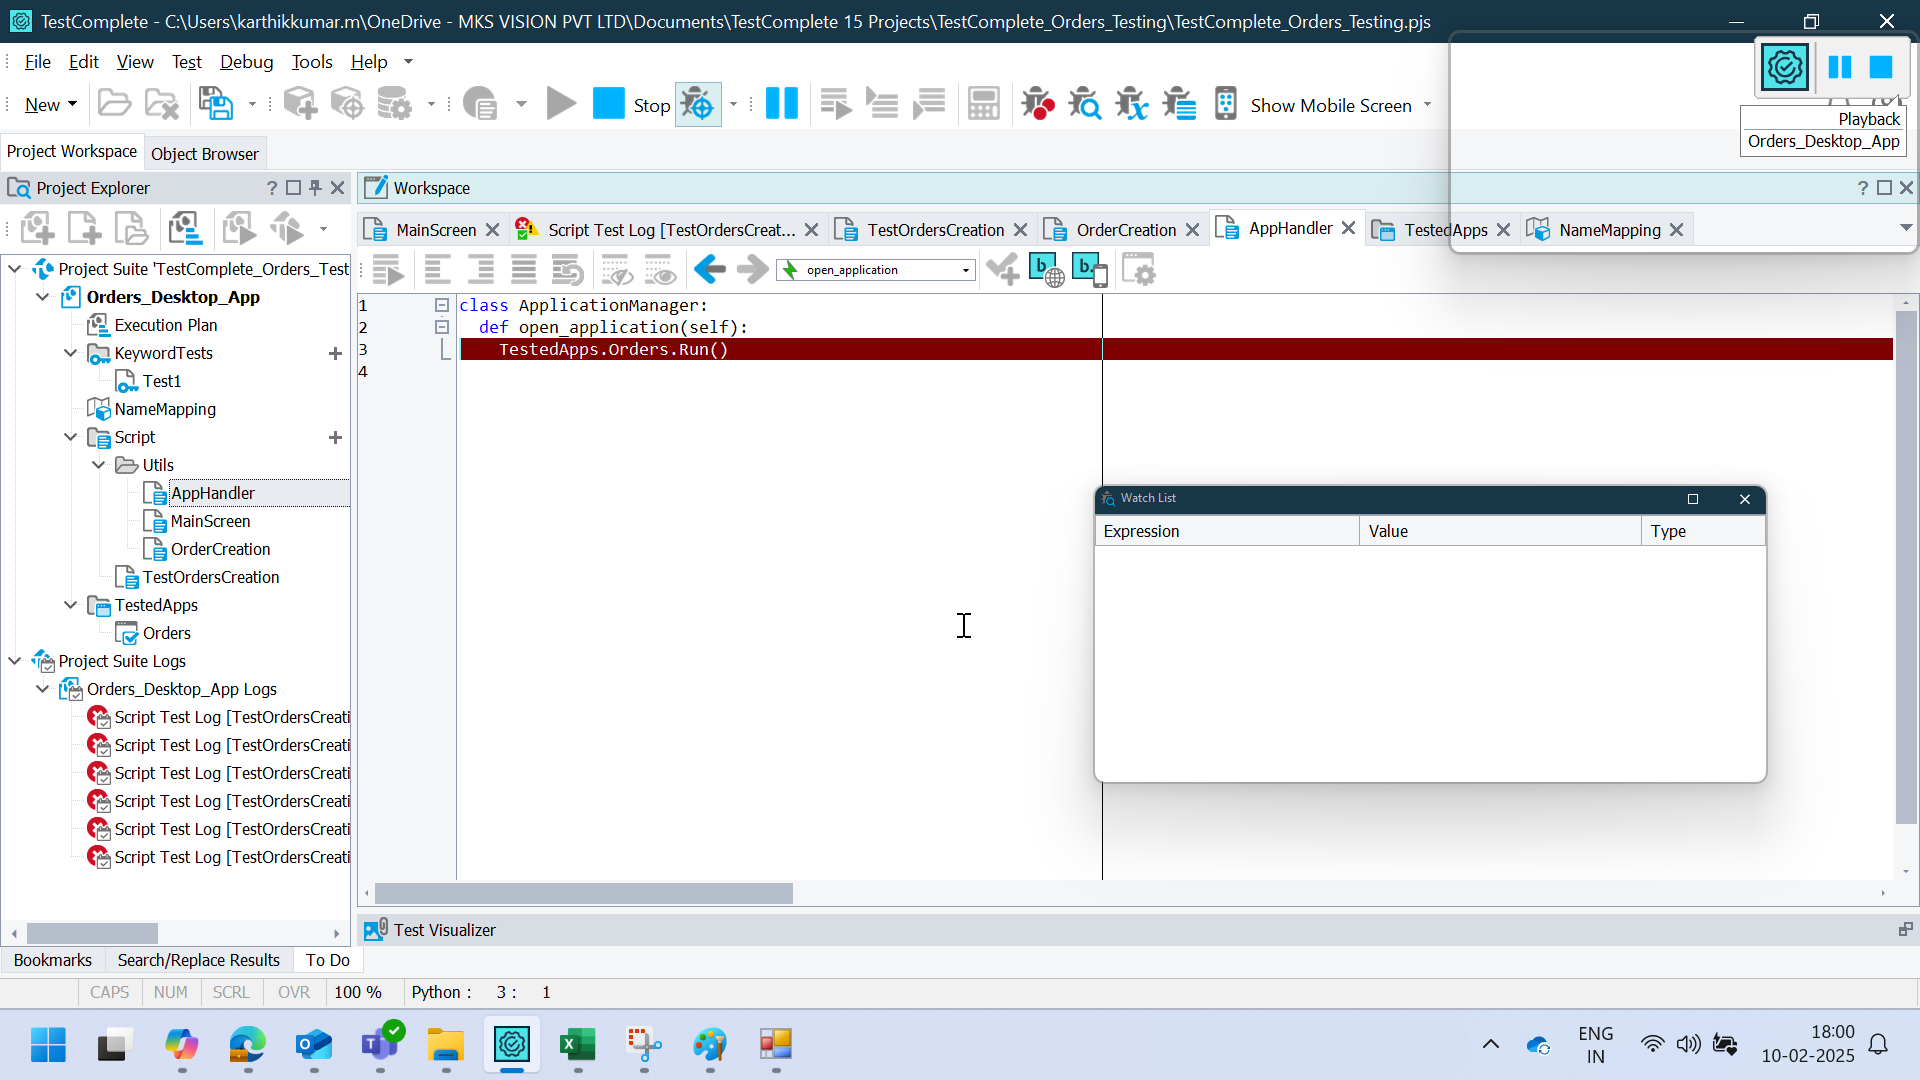 TestComplete - C:\Users\karthikkumar.m\OneDrive - MKS VISION PVT LTD\Documents\TestComplete 15 Projects\TestComplete_Orders_Testing\TestComplete_Orders_Testing.pjs
File Edit View Test Debug Tools Help
New Stop Show Mobile Screen
Playback
Orders_Desktop_App
Project Workspace Object Browser
Project Explorer
Workspace
MainScreen Script Test Log [TestOrdersCreat... TestOrdersCreation OrderCreation AppHandler TestedApps NameMapping
open_application
Project Suite 'TestComplete_Orders_Test
Orders_Desktop_App
Execution Plan
KeywordTests
Test1
NameMapping
Script
Utils
AppHandler
MainScreen
OrderCreation
TestOrdersCreation
TestedApps
Orders
Project Suite Logs
Orders_Desktop_App Logs
Script Test Log [TestOrdersCreati
Script Test Log [TestOrdersCreati
Script Test Log [TestOrdersCreati
Script Test Log [TestOrdersCreati
Script Test Log [TestOrdersCreati
Script Test Log [TestOrdersCreati
1 class ApplicationManager:
2 def open_application(self):
3 TestedApps.Orders.Run()
4
Watch List
Expression Value Type
Test Visualizer
Bookmarks Search/Replace Results To Do
CAPS NUM SCRL OVR 100 % Python : 3 : 1
ENG
IN
18:00
10-02-2025